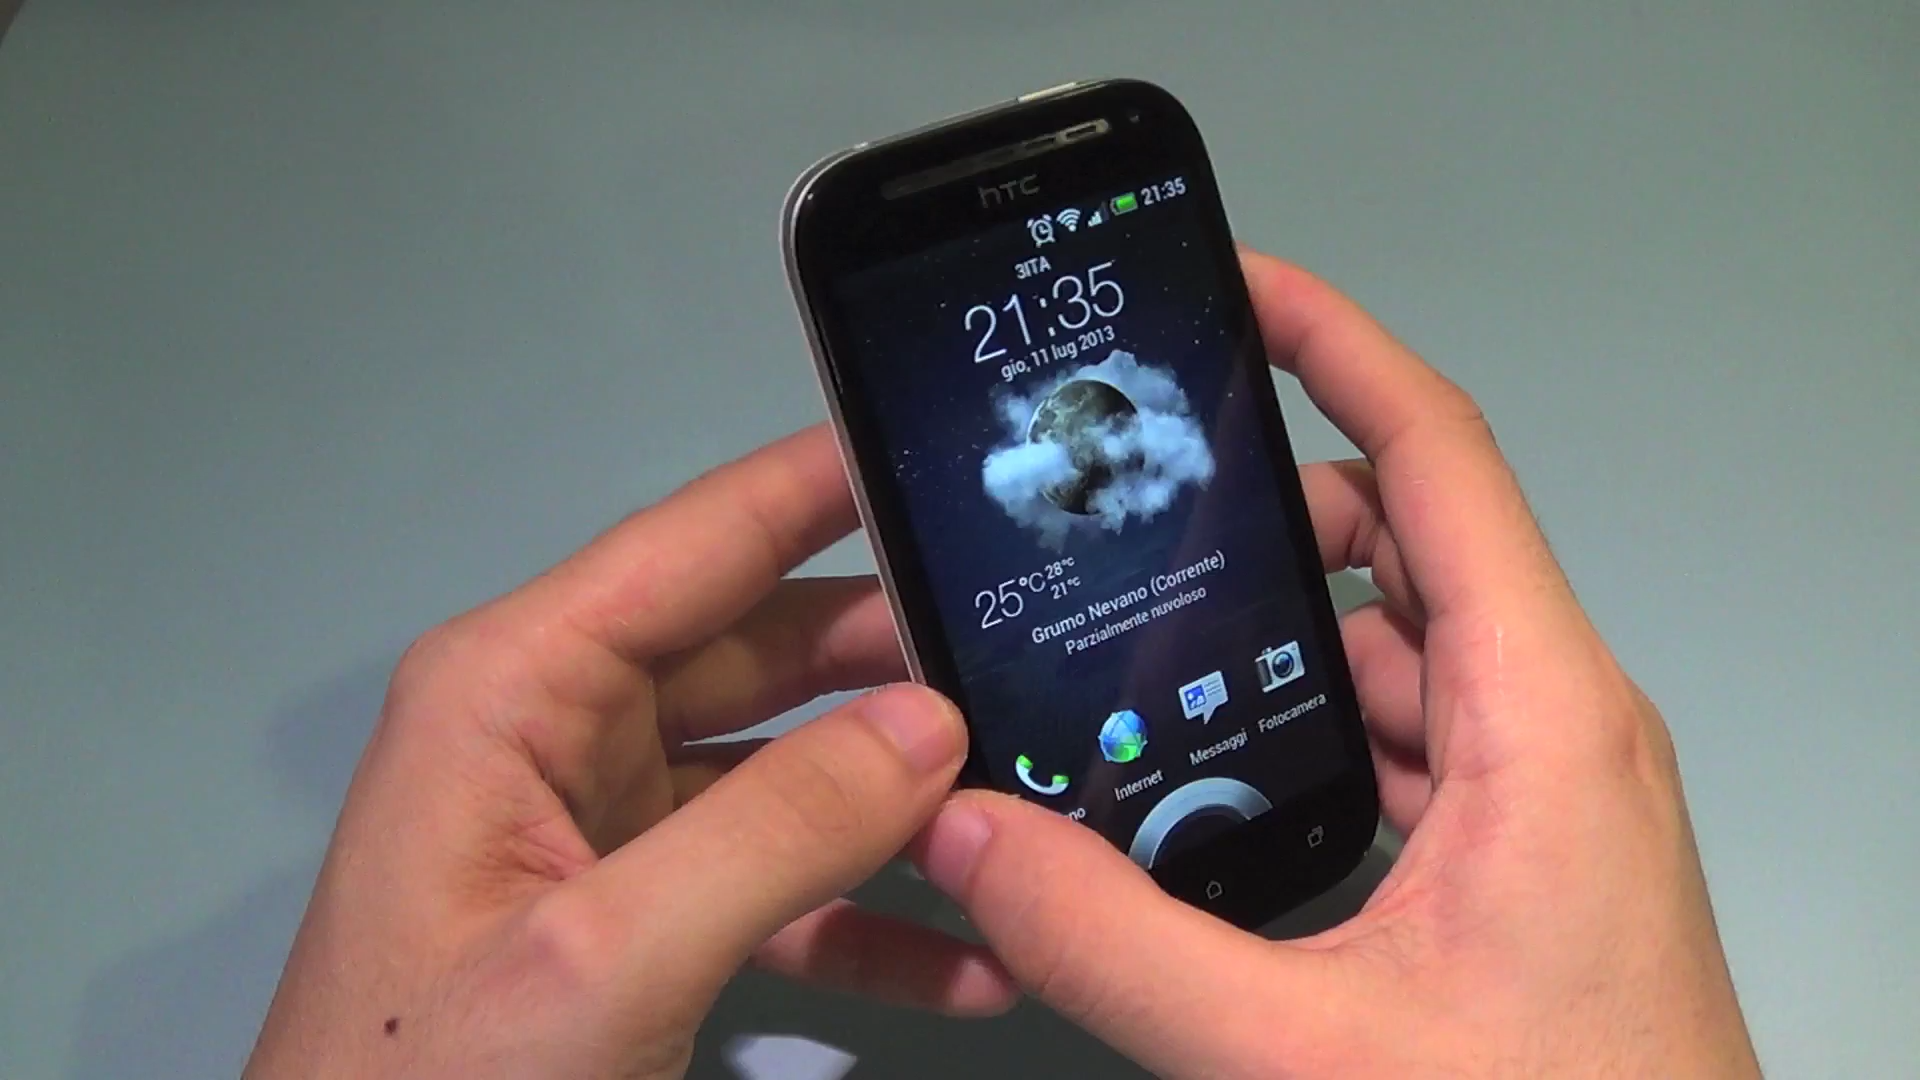 hTC
21:35
3ITA
21:35
gio, 11 lug 2013
25°C
28°C
21°C
Grumo Nevano (Corrente)
Parzialmente nuvoloso
Internet
Messaggi
Fotocamera